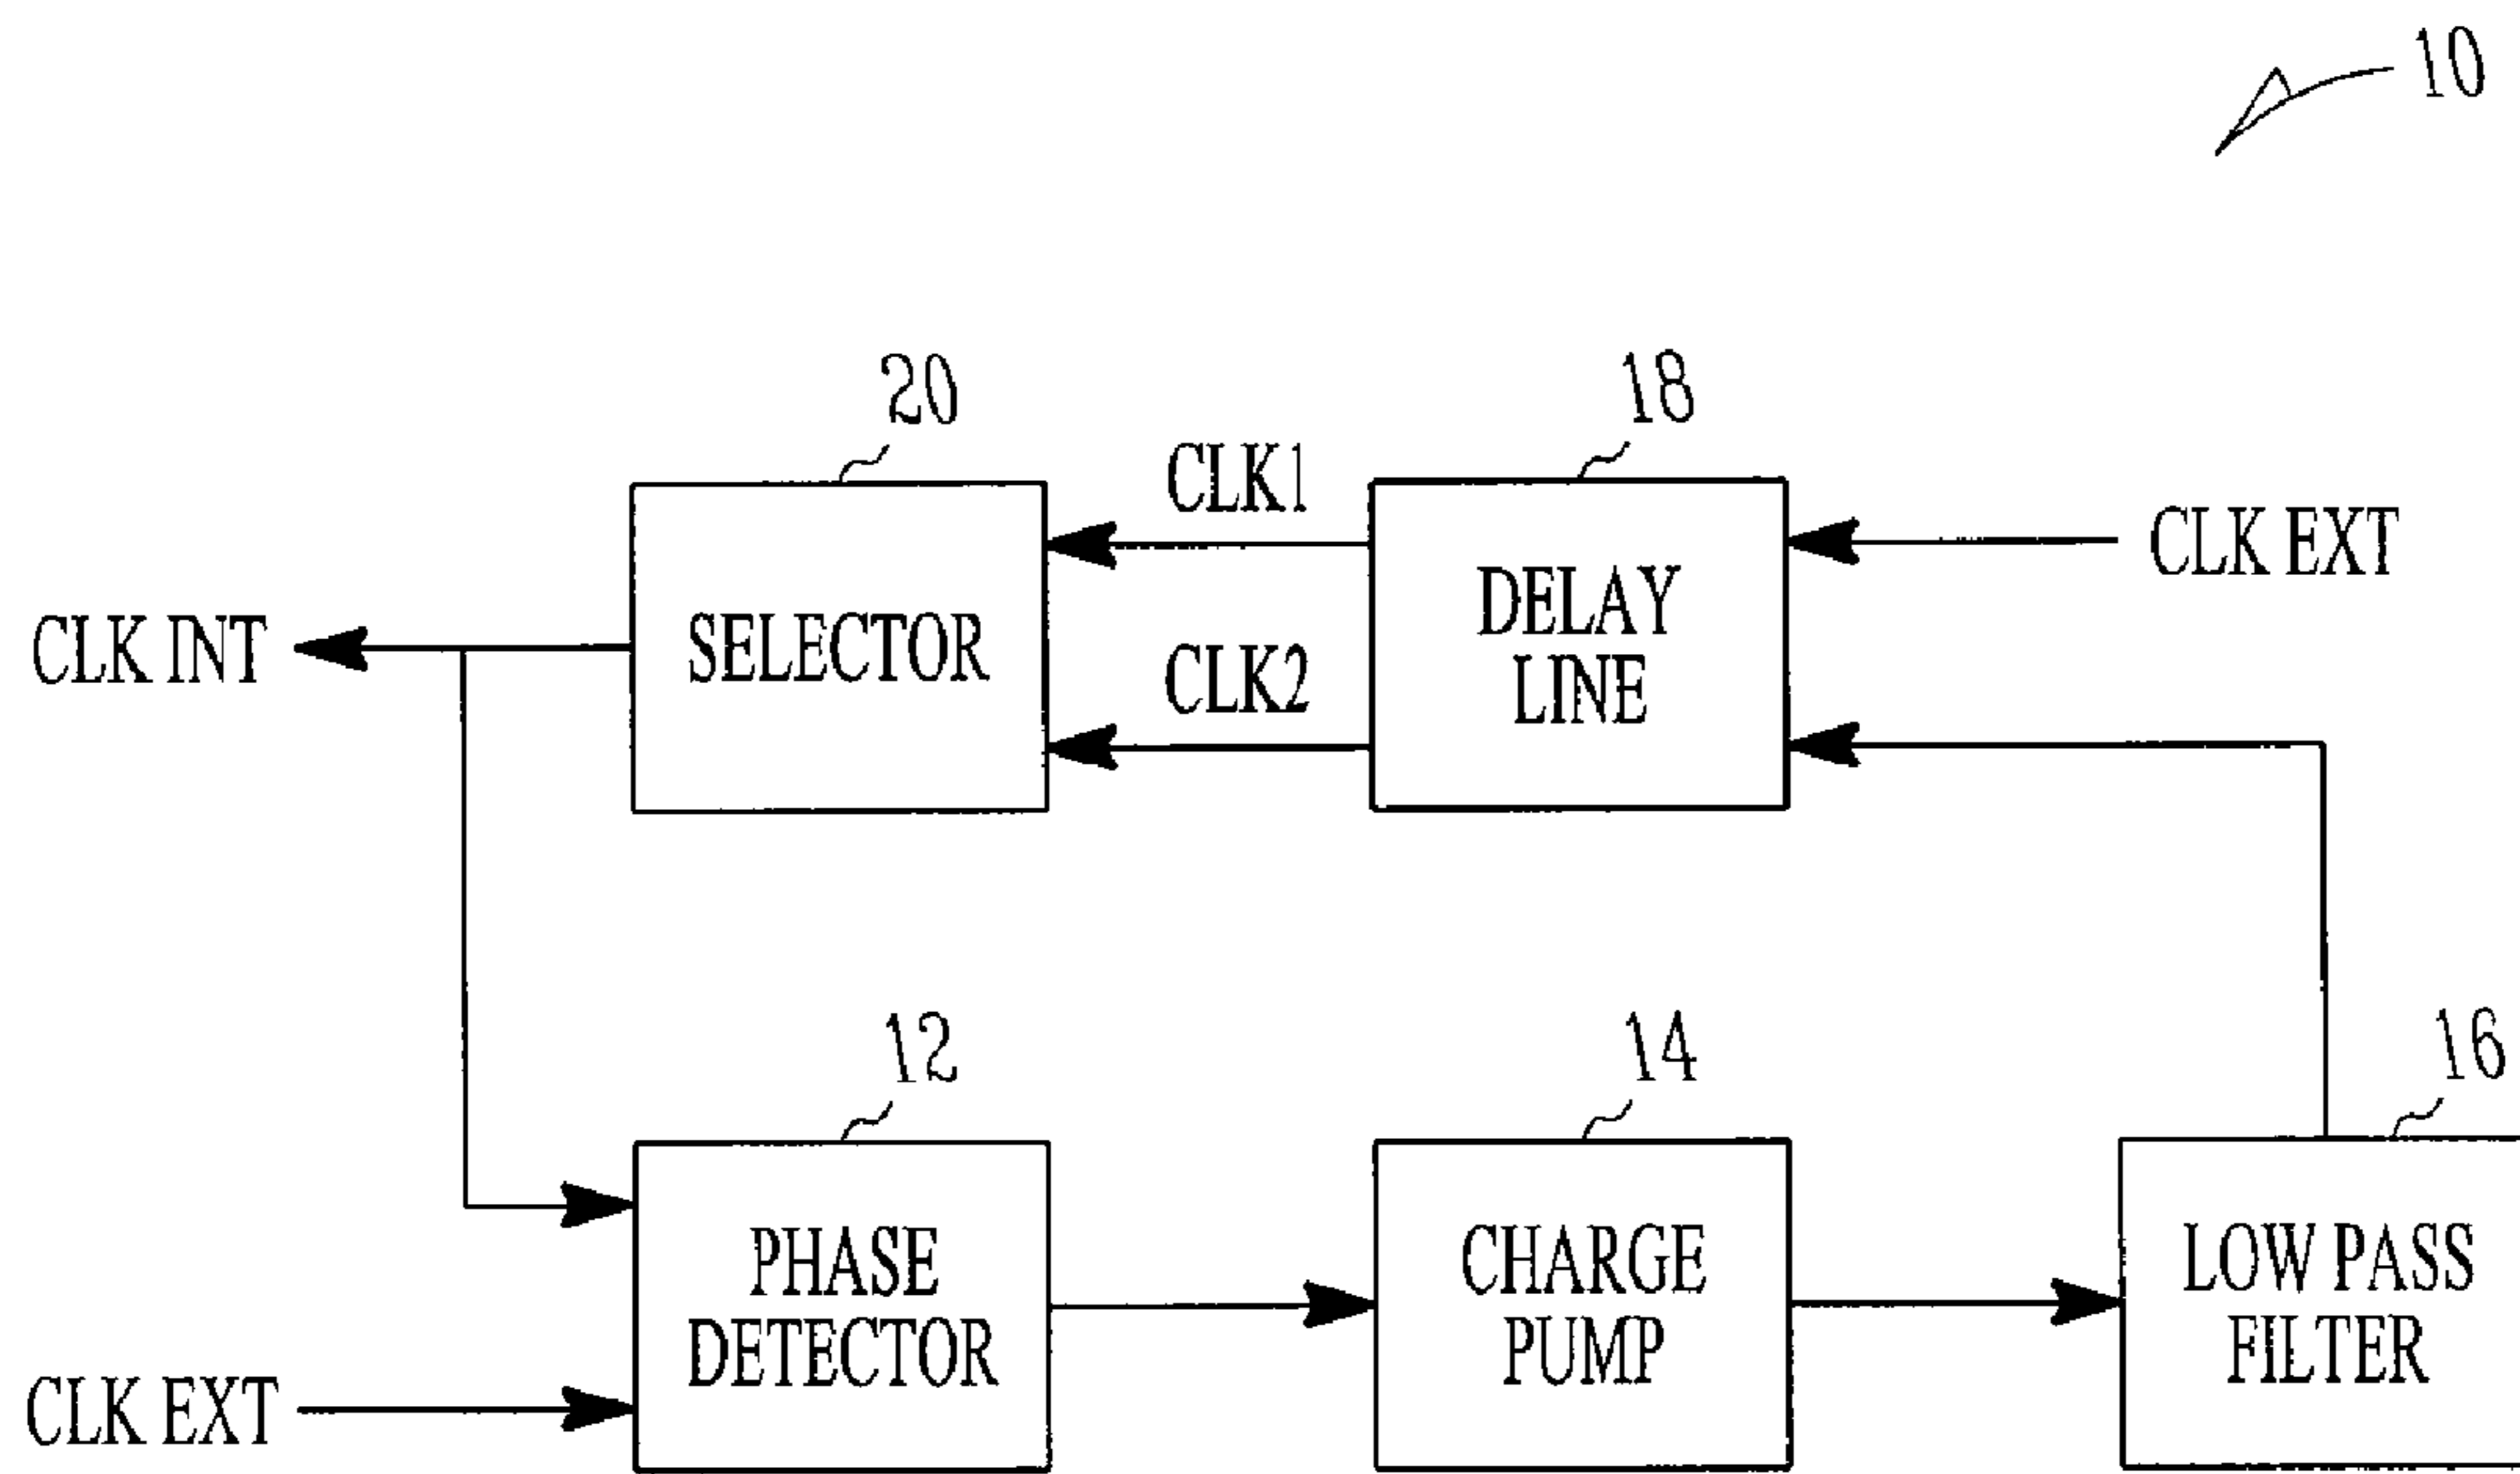 10
20
18
CLK1
CLK EXT
DELAY
LINE
CLK INT
SELECTOR
CLK2
12
14
16
PHASE
DETECTOR
CHARGE
PUMP
LOW PASS
FILTER
CLK EXT